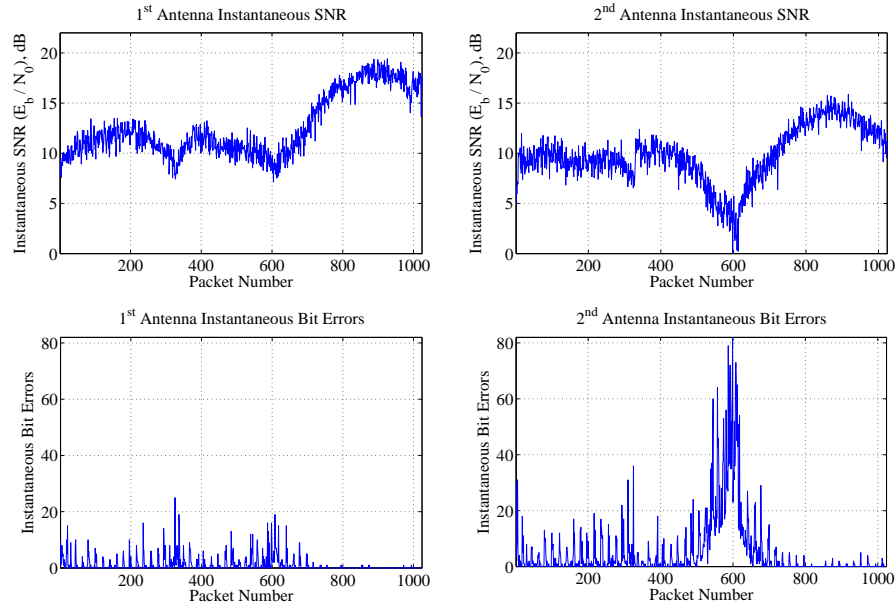 1st Antenna Instantaneous SNR
Instantaneous SNR (E_b / N_0), dB
20
15
10
5
0
200 400 600 800 1000
Packet Number
2nd Antenna Instantaneous SNR
Instantaneous SNR (E_b / N_0), dB
20
15
10
5
0
200 400 600 800 1000
Packet Number
1st Antenna Instantaneous Bit Errors
Instantaneous Bit Errors
80
60
40
20
0
200 400 600 800 1000
Packet Number
2nd Antenna Instantaneous Bit Errors
Instantaneous Bit Errors
80
60
40
20
0
200 400 600 800 1000
Packet Number